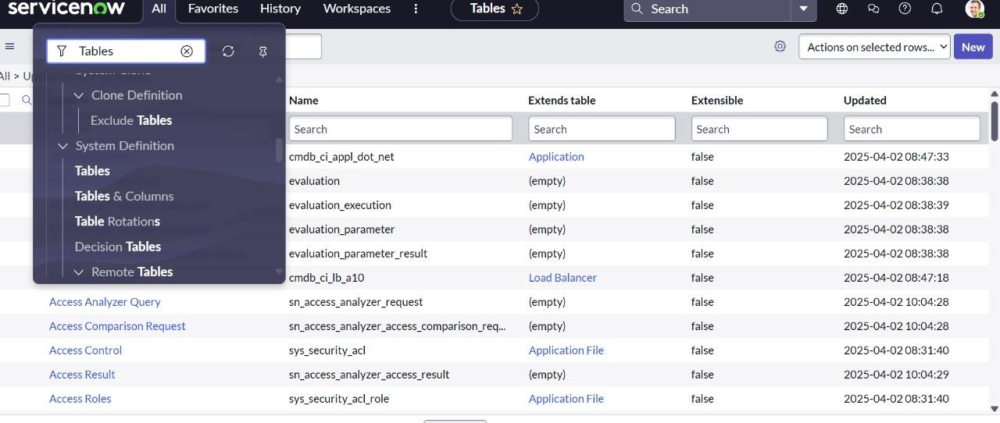 servicenow All Favorites History Workspaces Tables Search
Tables Actions on selected rows... New
All > Up
Clone Definition Name Extends table Extensible Updated
Exclude Tables Search Search Search Search
System Definition
Tables cmdb_ci_appl_dot_net Application false 2025-04-02 08:47:33
evaluation (empty) false 2025-04-02 08:38:38
Tables & Columns evaluation_execution (empty) false 2025-04-02 08:38:39
Table Rotations evaluation_parameter (empty) false 2025-04-02 08:38:38
Decision Tables evaluation_parameter_result (empty) false 2025-04-02 08:38:38
Remote Tables cmdb_ci_lb_a10 Load Balancer false 2025-04-02 08:47:18
Access Analyzer Query sn_access_analyzer_request (empty) false 2025-04-02 10:04:28
Access Comparison Request sn_access_analyzer_access_comparison_req... (empty) false 2025-04-02 10:04:28
Access Control sys_security_acl Application File false 2025-04-02 08:31:40
Access Result sn_access_analyzer_access_result (empty) false 2025-04-02 10:04:29
Access Roles sys_security_acl_role Application File false 2025-04-02 08:31:40